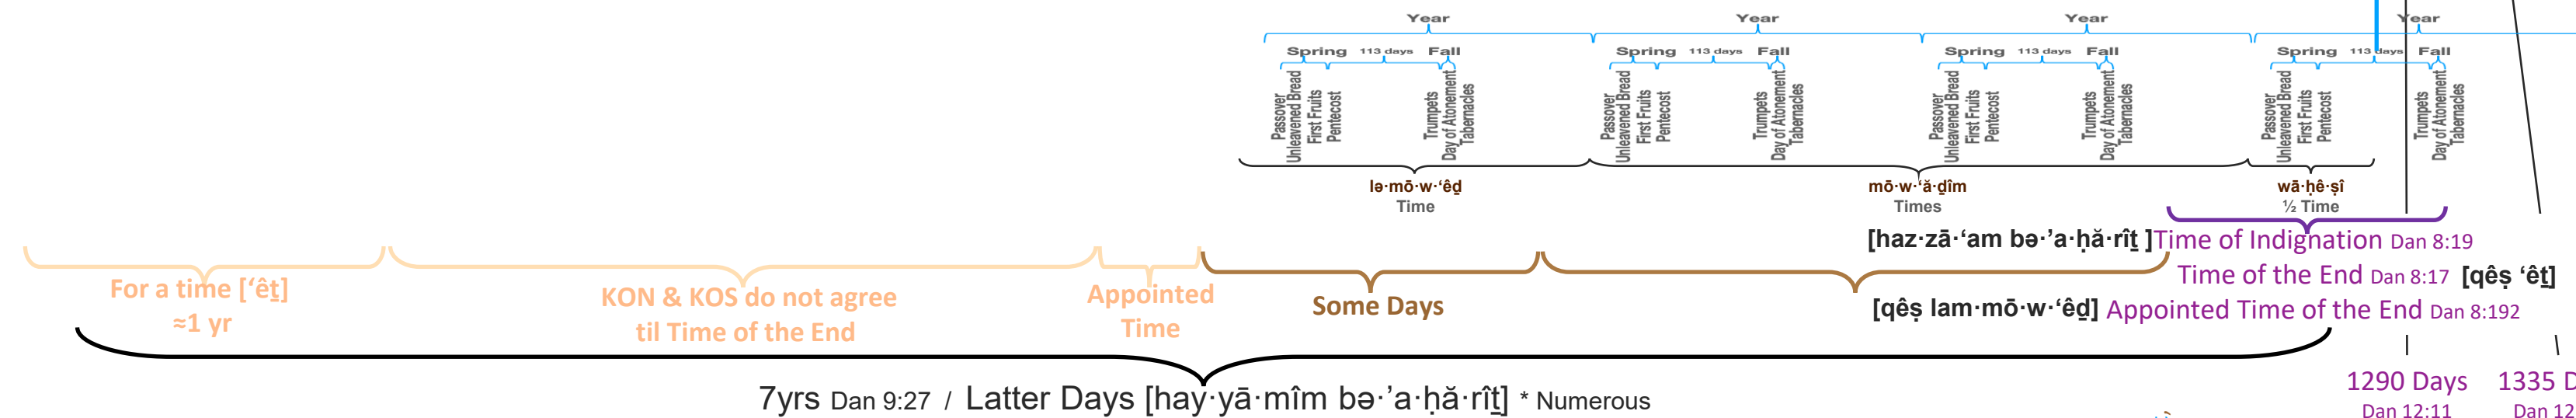 Year Year Year Year
Spring 113 days Fall Spring 113 days Fall Spring 113 days Fall Spring 113 days Fall
Passover
Unleavened Bread
First Fruits
Pentecost
Trumpets
Day of Atonement
Tabernacles
Passover
Unleavened Bread
First Fruits
Pentecost
Trumpets
Day of Atonement
Tabernacles
Passover
Unleavened Bread
First Fruits
Pentecost
Trumpets
Day of Atonement
Tabernacles
Passover
Unleavened Bread
First Fruits
Pentecost
Trumpets
Day of Atonement
Tabernacles
lə·mō·w·‘êḏ
Time
mō·w·‘ă·ḏîm
Times
wā·ḥê·ṣî
½ Time
[haz·zā·‘am bə·’a·ḥă·rîṯ ] Time of Indignation Dan 8:19
Time of the End Dan 8:17 [qêṣ ‘êṯ]
[qêṣ lam·mō·w·‘êḏ] Appointed Time of the End Dan 8:192
For a time [‘êṯ]
≈1 yr
KON & KOS do not agree
til Time of the End
Appointed
Time
Some Days
7yrs Dan 9:27 / Latter Days [hay·yā·mîm bə·’a·ḥă·rîṯ] * Numerous
1290 Days
Dan 12:11
1335 D
Dan 12